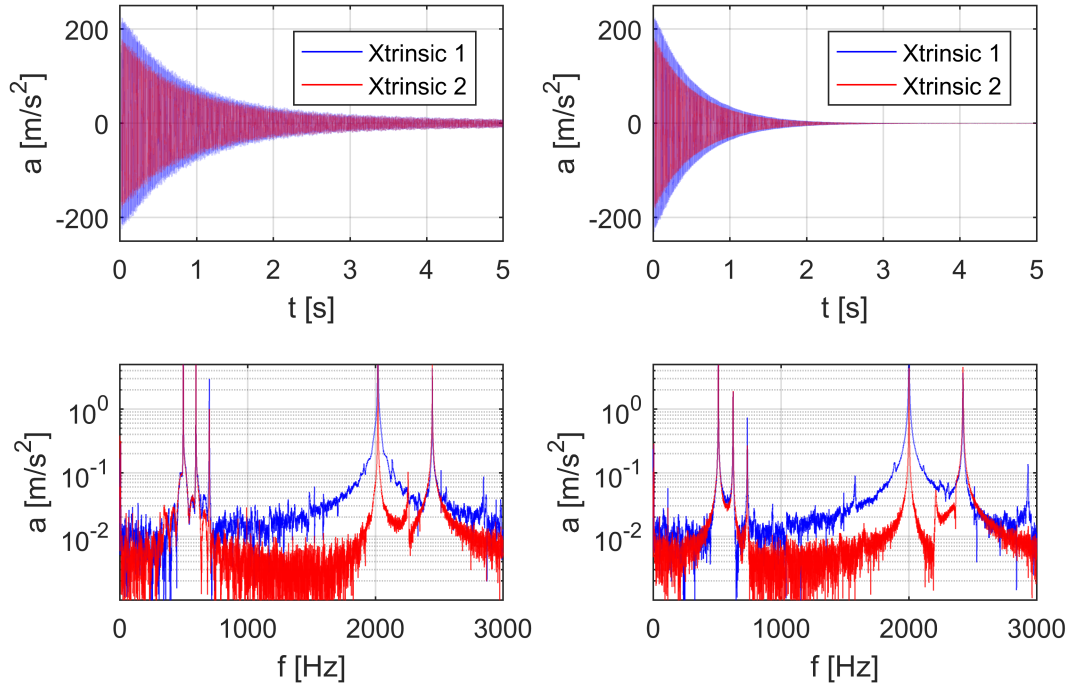 200
0
-200
a [m/s²]
0 1 2 3 4 5
t [s]
Xtrinsic 1
Xtrinsic 2
200
0
-200
a [m/s²]
0 1 2 3 4 5
t [s]
Xtrinsic 1
Xtrinsic 2
10⁰
10⁻¹
10⁻²
a [m/s²]
0 1000 2000 3000
f [Hz]
10⁰
10⁻¹
10⁻²
a [m/s²]
0 1000 2000 3000
f [Hz]